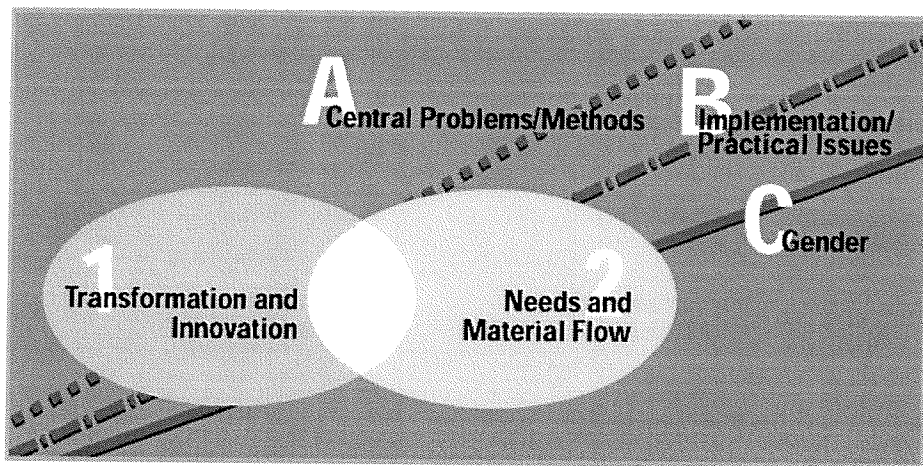 A
Central Problems/Methods
B
Implementation/
Practical Issues
C
Gender
1
Transformation and
Innovation
2
Needs and
Material Flow